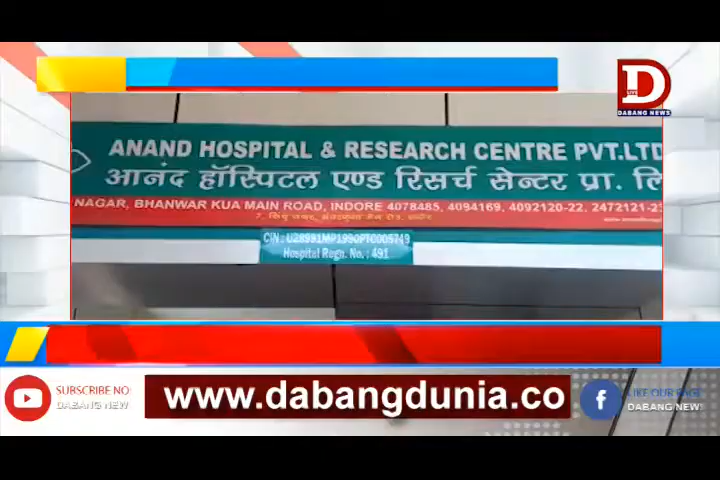 D
DABANG NEWS
ANAND HOSPITAL & RESEARCH CENTRE PVT.LTD
आनंद हॉस्पिटल एण्ड रिसर्च सेन्टर प्रा. लि
NAGAR, BHANWAR KUA MAIN ROAD, INDORE 4078485, 4094169, 4092120-22, 2472121-23
CIN : U28991MP1990PTC005749
Hospital Regn. No. : 491
SUBSCRIBE NO
DABANG NEW
www.dabangdunia.co
f
LIKE OUR PAGE
DABANG NEW